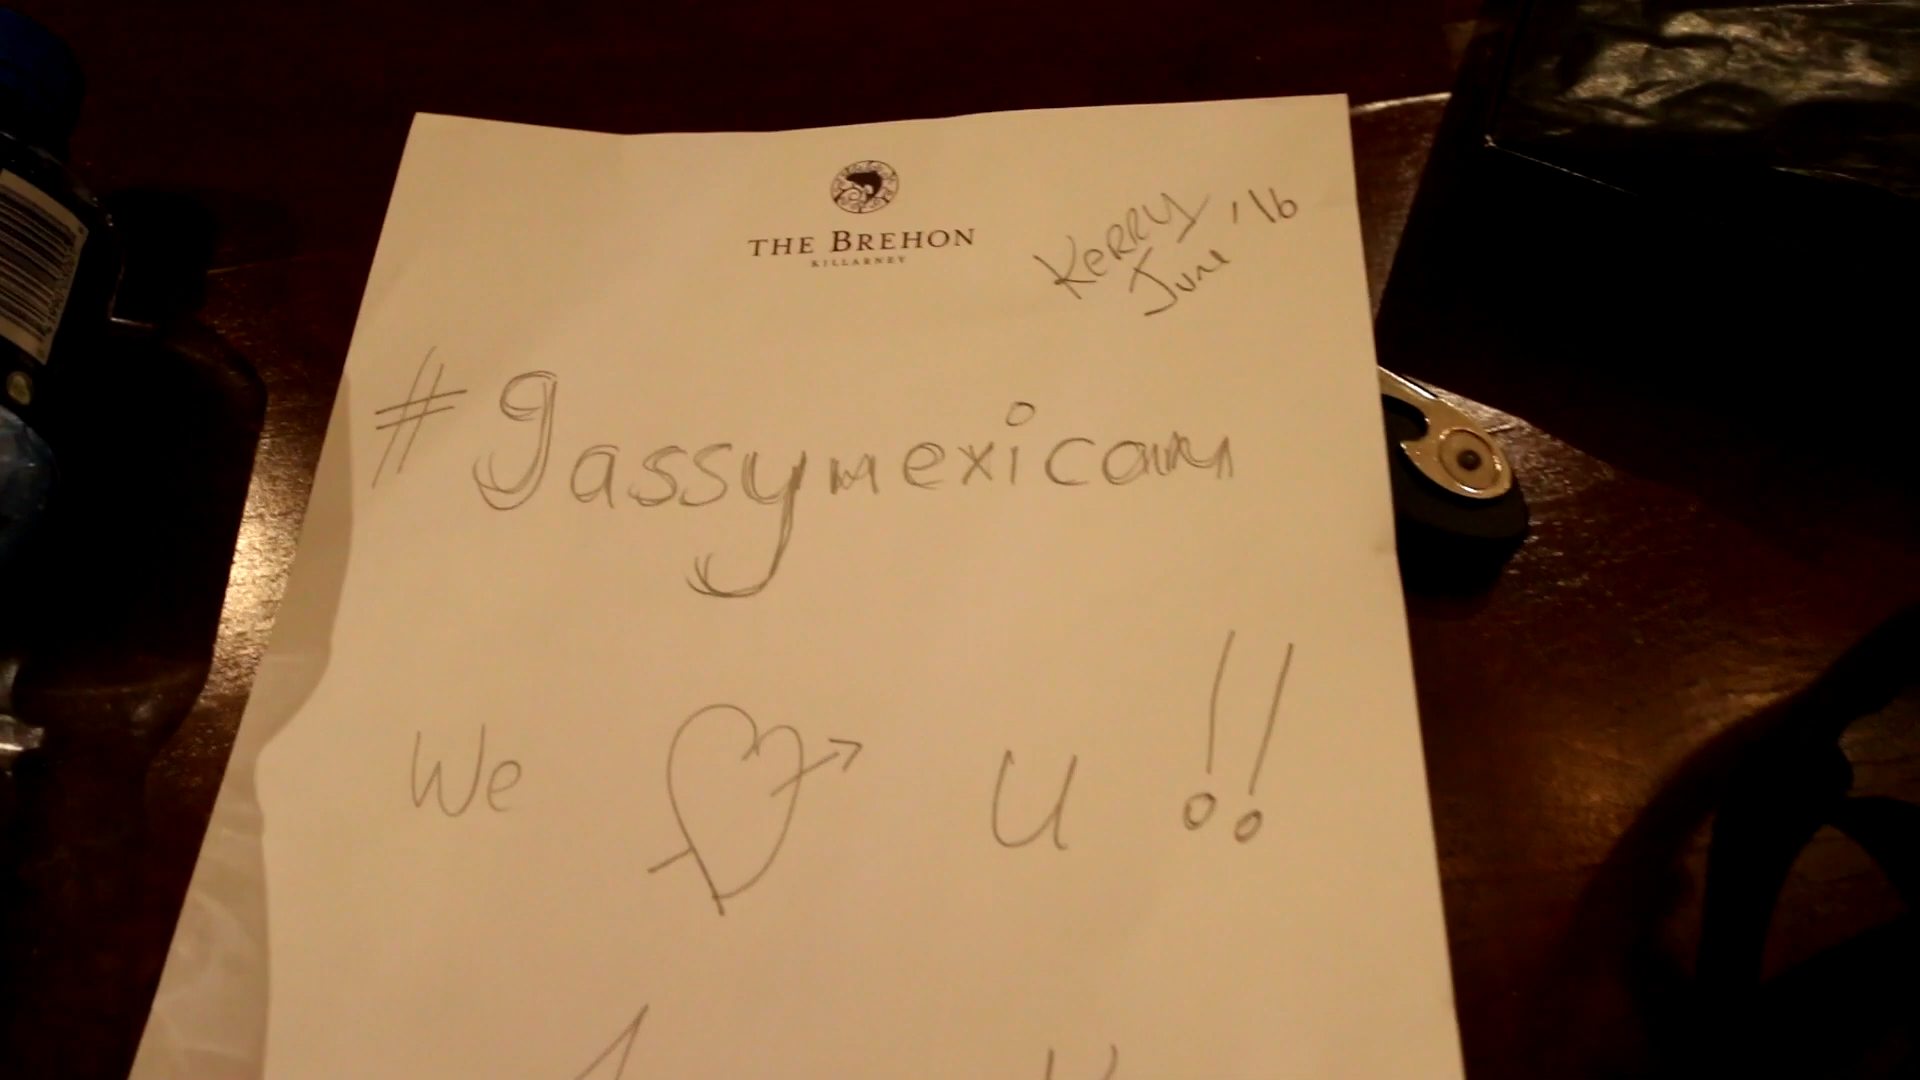 THE BREHON
KILLARNEY
KERRY '16
June
#gassymexican
We U !!